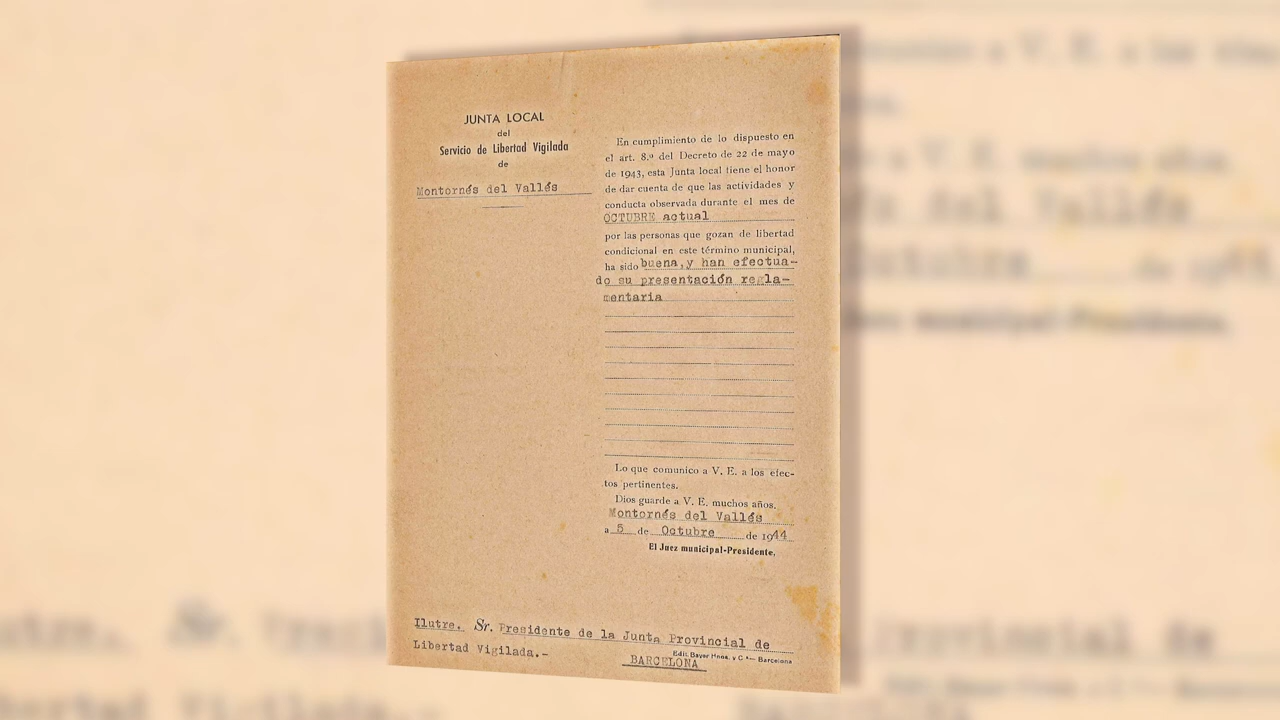 JUNTA LOCAL
del
Servicio de Libertad Vigilada
de
Montornés del Vallés
En cumplimiento de lo dispuesto en
el art. 8.º del Decreto de 22 de mayo
de 1943, esta Junta local tiene el honor
de dar cuenta de que las actividades y
conducta observada durante el mes de
OCTUBRE actual
por las personas que gozan de libertad
condicional en este término municipal,
ha sido buena, y han efectua-
do su presentación regla-
mentaria
Lo que comunico a V. E. a los efec-
tos pertinentes.
Dios guarde a V. E. muchos años.
Montornés del Vallés
a 5 de Octubre de 1944
El Juez municipal-Presidente,
Ilutre. Sr. Presidente de la Junta Provincial de
Libertad Vigilada.-
Edit. Bayer Hnos. y C.ª — Barcelona
BARCELONA